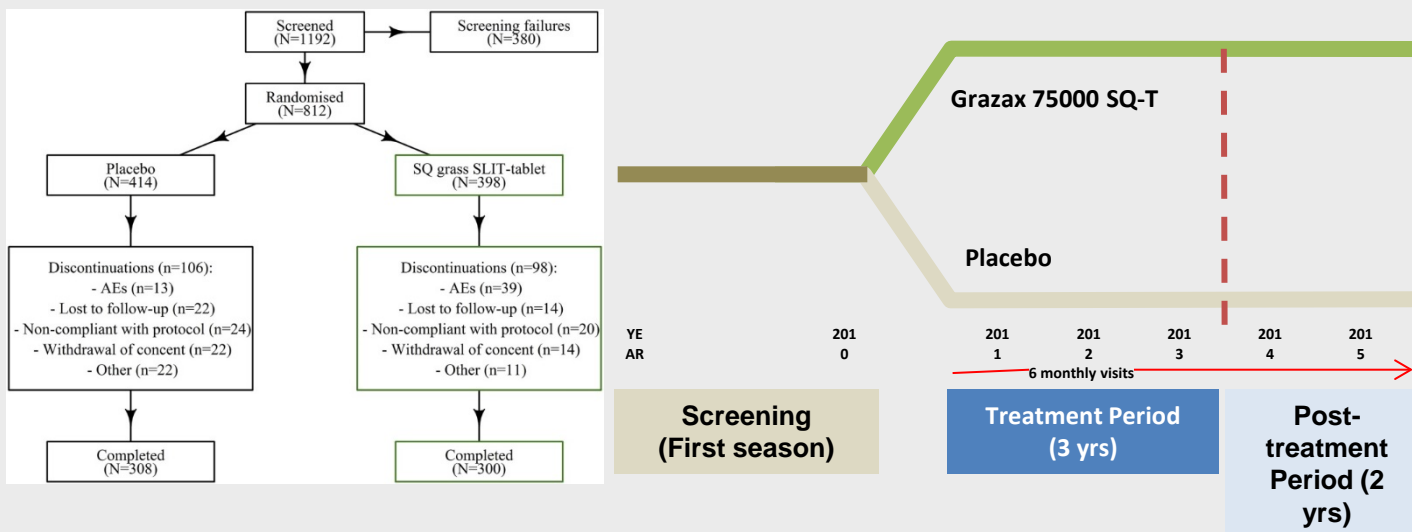 Screened
(N=1192)
Screening failures
(N=380)
Randomised
(N=812)
Placebo
(N=414)
SQ grass SLIT-tablet
(N=398)
Discontinuations (n=106):
- AEs (n=13)
- Lost to follow-up (n=22)
- Non-compliant with protocol (n=24)
- Withdrawal of concent (n=22)
- Other (n=22)
Discontinuations (n=98):
- AEs (n=39)
- Lost to follow-up (n=14)
- Non-compliant with protocol (n=20)
- Withdrawal of concent (n=14)
- Other (n=11)
Completed
(N=308)
Completed
(N=300)
Grazax 75000 SQ-T
Placebo
YE 201 201 201 201 201 201
AR 0 1 2 3 4 5
6 monthly visits
Screening
(First season)
Treatment Period
(3 yrs)
Post-
treatment
Period (2
yrs)